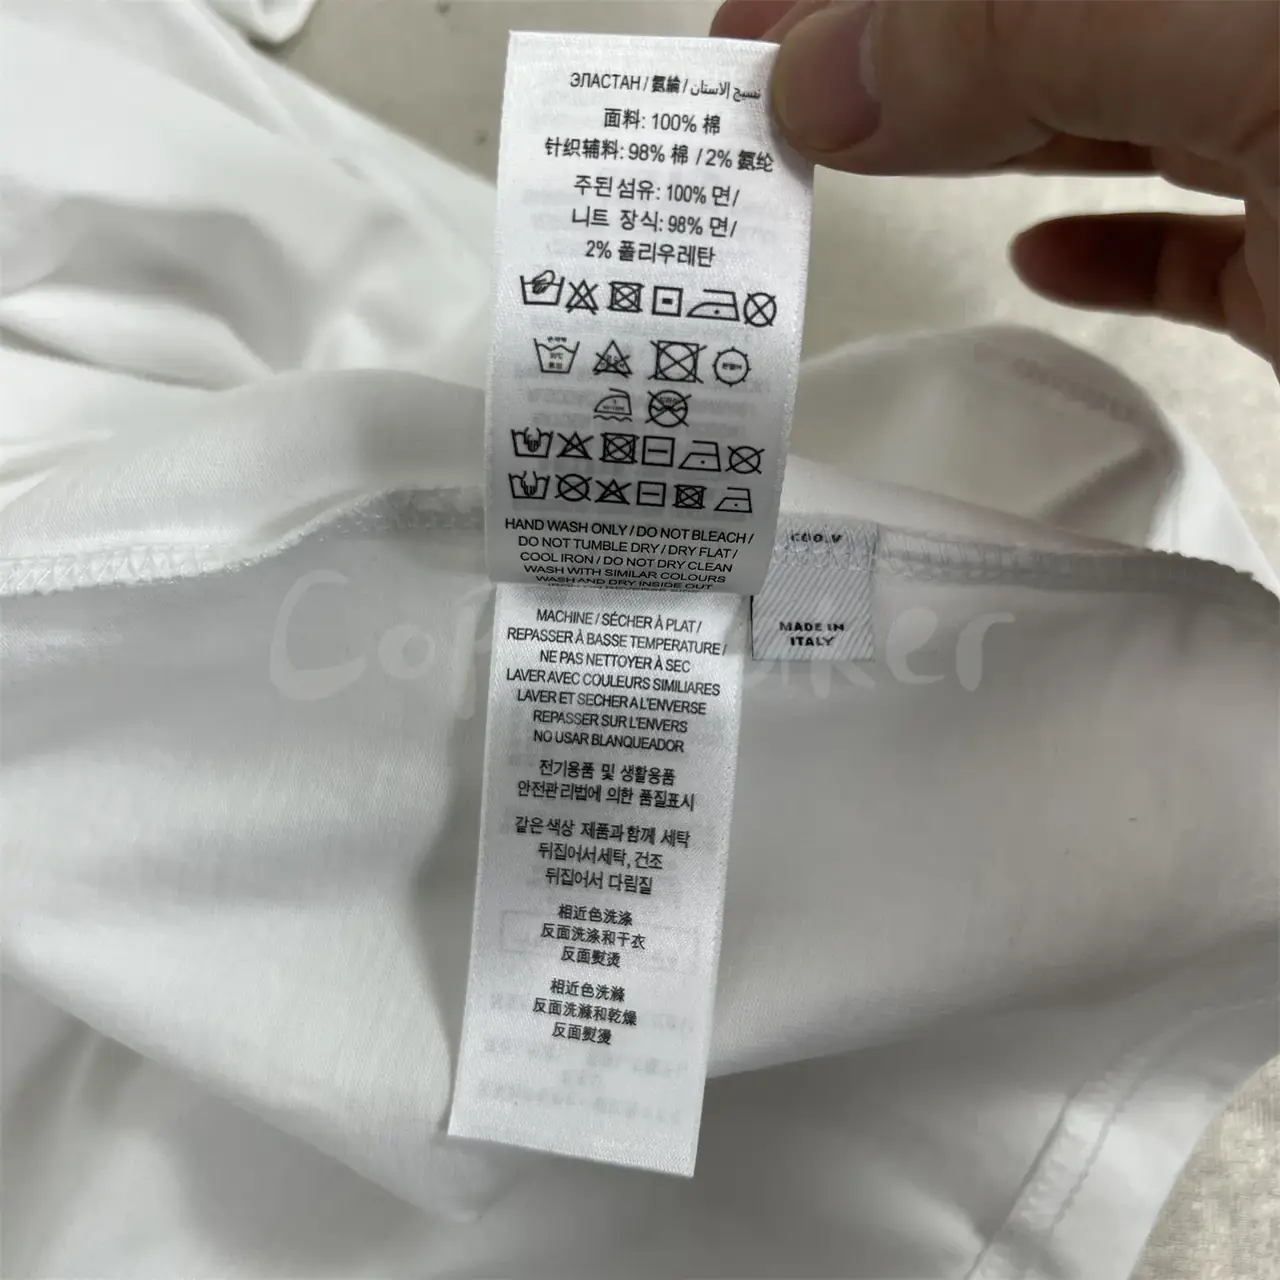 ЭЛАСТАН / 氨綸 / نسيج الاستان
面料: 100% 棉
针织辅料: 98% 棉 / 2% 氨纶
주된 섬유: 100% 면 /
니트 장식: 98% 면 /
2% 폴리우레탄
HAND WASH ONLY / DO NOT BLEACH /
DO NOT TUMBLE DRY / DRY FLAT /
COOL IRON / DO NOT DRY CLEAN
WASH WITH SIMILAR COLOURS
WASH AND DRY INSIDE OUT
MACHINE / SÉCHER À PLAT /
REPASSER À BASSE TEMPERATURE /
NE PAS NETTOYER À SEC
LAVER AVEC COULEURS SIMILIARES
LAVER ET SECHER A L'ENVERSE
REPASSER SUR L'ENVERS
NO USAR BLANQUEADOR
전기용품 및 생활용품
안전관리법에 의한 품질표시
같은색상 제품과함께 세탁
뒤집어서세탁, 건조
뒤집어서 다림질
相近色洗涤
反面洗涤和干衣
反面熨烫
相近色洗滌
反面洗滌和乾燥
反面熨燙
MADE IN
ITALY